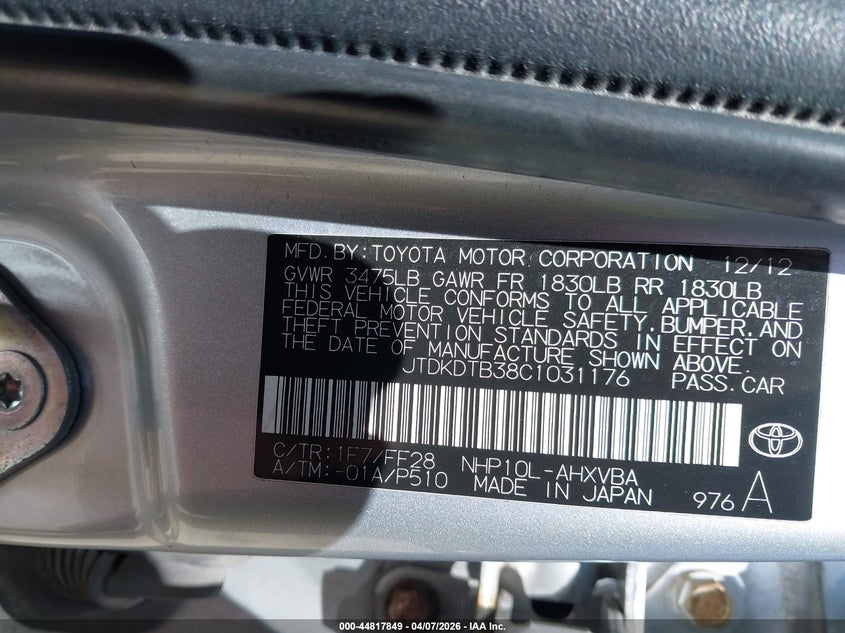 MFD. BY:TOYOTA MOTOR CORPORATION 12/12
GVWR 3475LB GAWR FR 1830LB RR 1830LB
THIS VEHICLE CONFORMS TO ALL APPLICABLE
FEDERAL MOTOR VEHICLE SAFETY,BUMPER,AND
THEFT PREVENTION STANDARDS IN EFFECT ON
THE DATE OF MANUFACTURE SHOWN ABOVE.
JTDKDTB38C1031176 PASS.CAR
C/TR:1F7/FF28 NHP10L-AHXVBA
A/TM:-01A/P510 MADE IN JAPAN 976 A
000-44817849 - 04/07/2026 - IAA Inc.